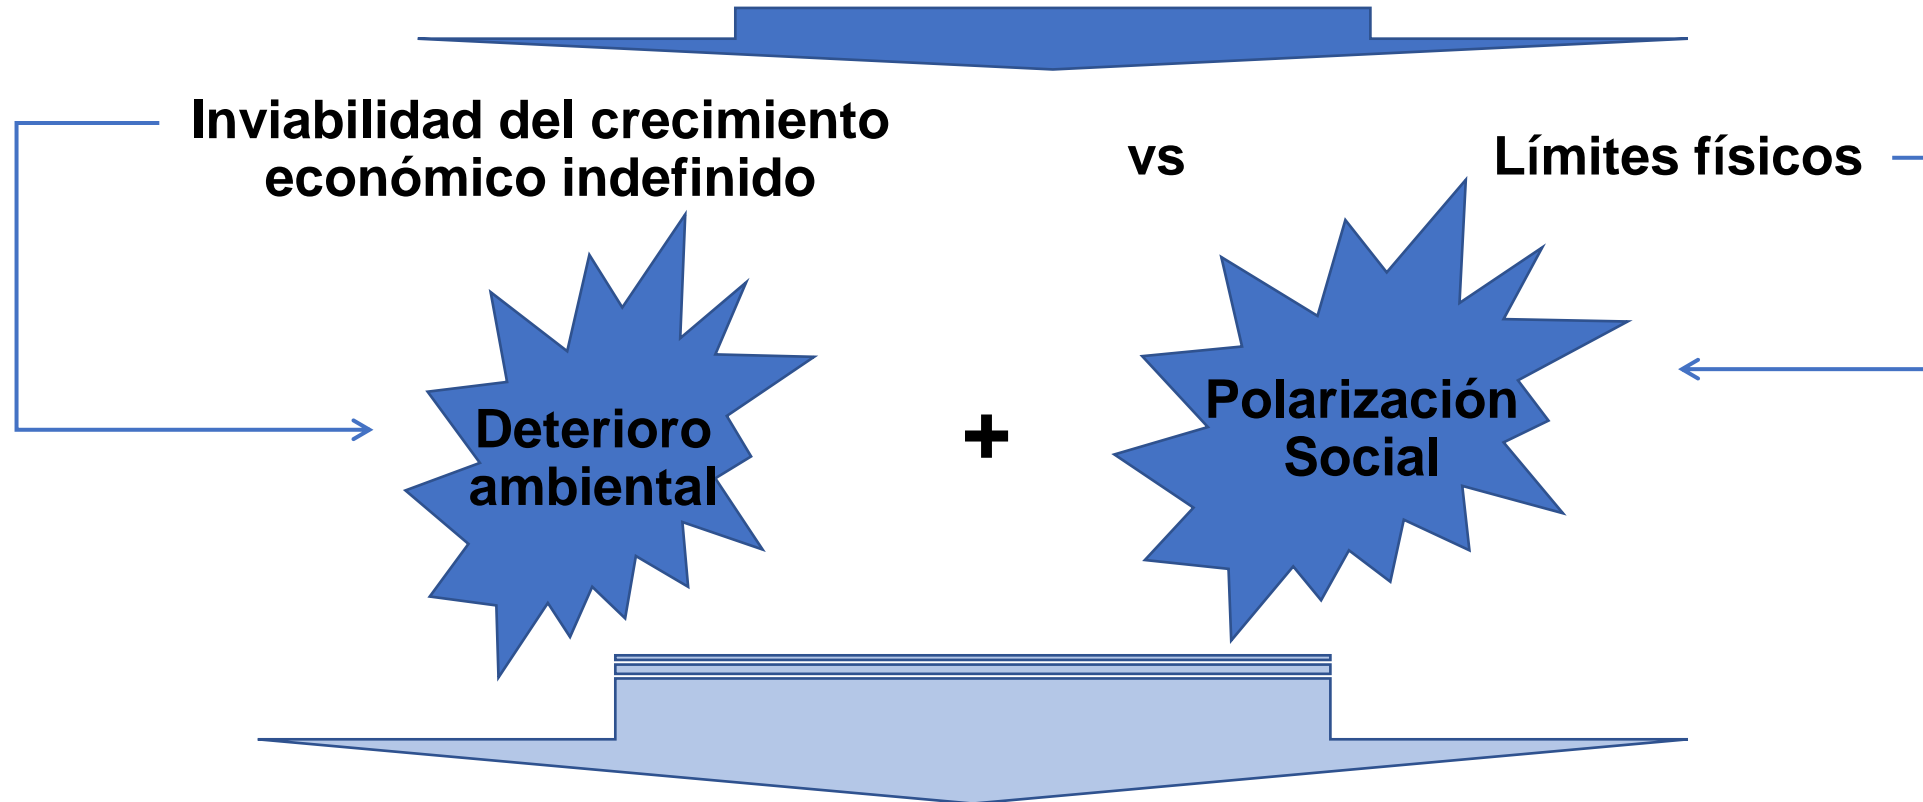 Inviabilidad del crecimiento
económico indefinido
vs
Límites físicos
Deterioro
ambiental
+
Polarización
Social